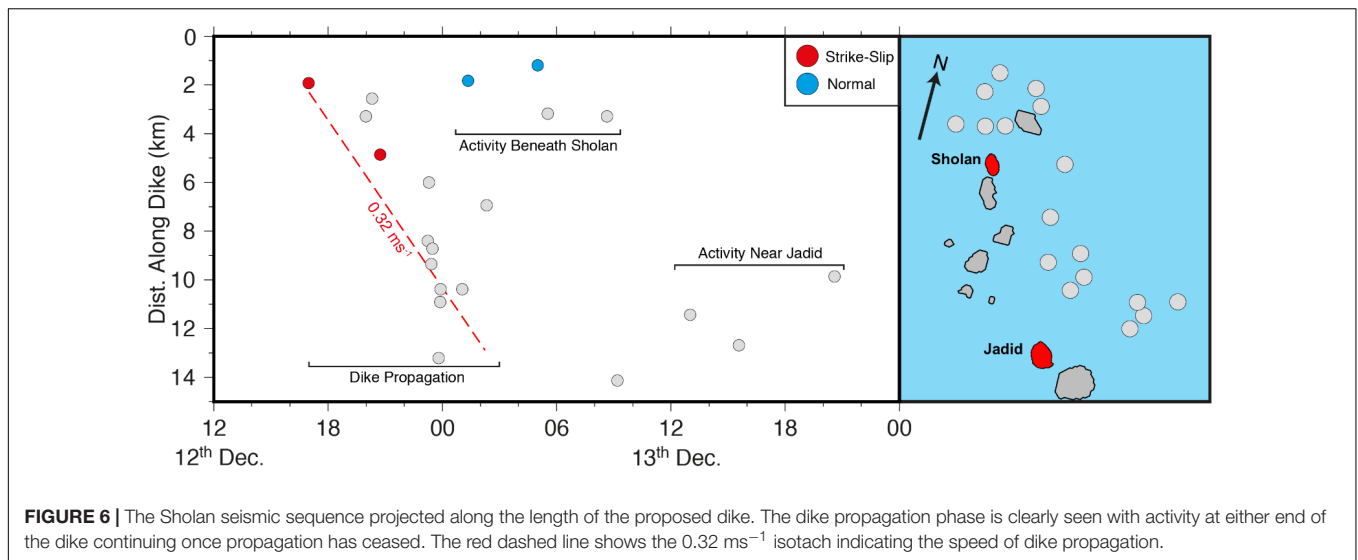 0
2
4
6
8
10
12
14
Dist. Along Dike (km)
Strike-Slip
Normal
Activity Beneath Sholan
0.32 ms⁻¹
Activity Near Jadid
Dike Propagation
12
18
00
06
12
18
00
12th Dec.
13th Dec.
N
Sholan
Jadid
FIGURE 6 | The Sholan seismic sequence projected along the length of the proposed dike. The dike propagation phase is clearly seen with activity at either end of
the dike continuing once propagation has ceased. The red dashed line shows the 0.32 ms⁻¹ isotach indicating the speed of dike propagation.